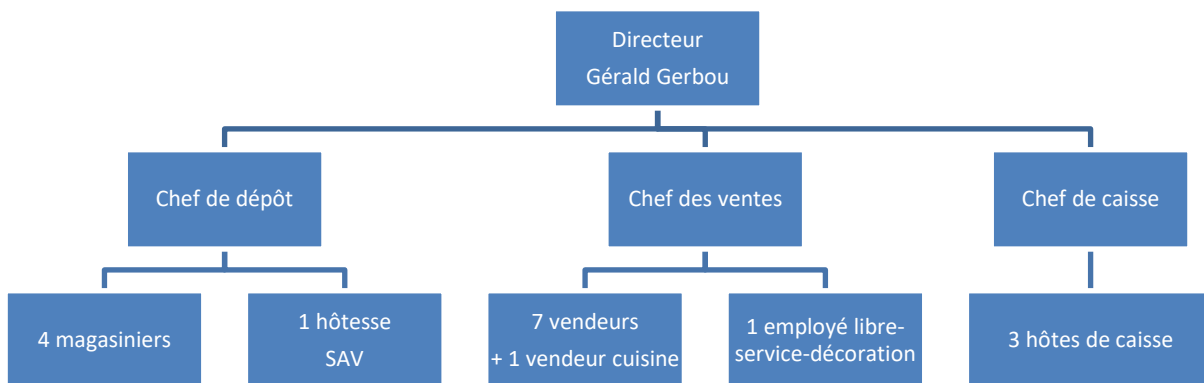 Directeur
Gérald Gerbou
Chef de dépôt
Chef des ventes
Chef de caisse
4 magasiniers
1 hôtesse
SAV
7 vendeurs
+ 1 vendeur cuisine
1 employé libre-
service-décoration
3 hôtes de caisse